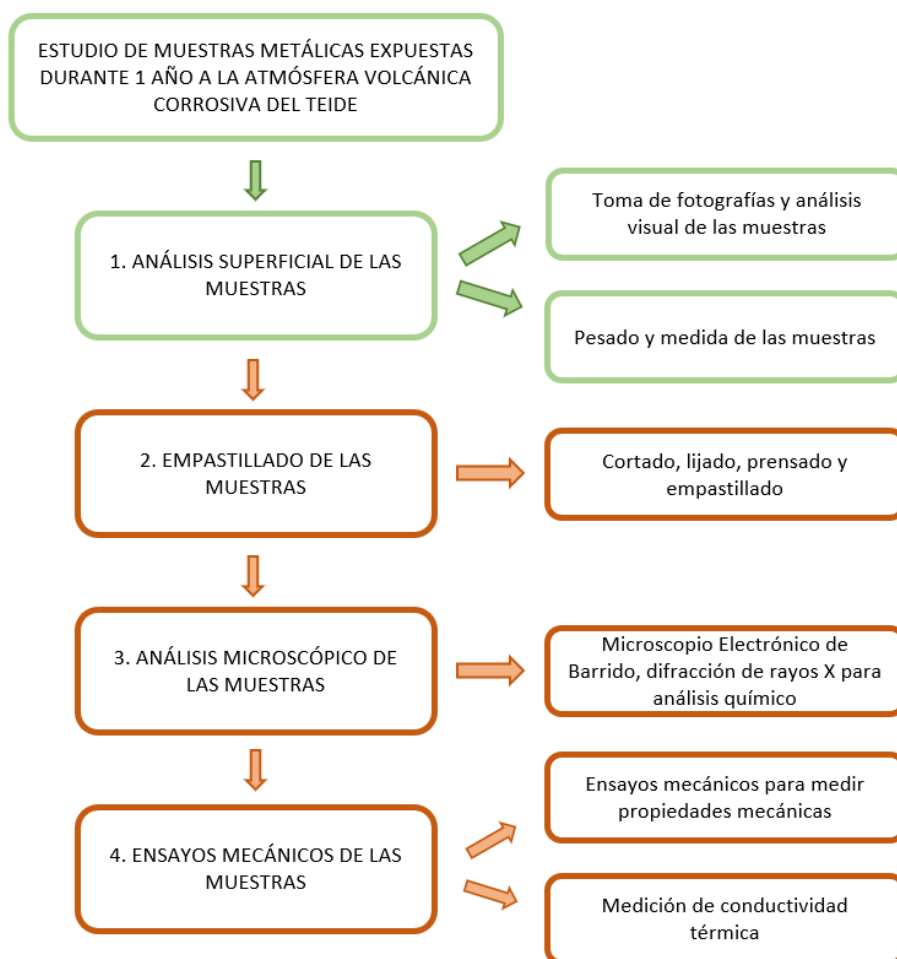 ESTUDIO DE MUESTRAS METÁLICAS EXPUESTAS
DURANTE 1 AÑO A LA ATMÓSFERA VOLCÁNICA
CORROSIVA DEL TEIDE
1. ANÁLISIS SUPERFICIAL DE LAS
MUESTRAS
Toma de fotografías y análisis
visual de las muestras
Pesado y medida de las muestras
2. EMPASTILLADO DE LAS
MUESTRAS
Cortado, lijado, prensado y
empastillado
3. ANÁLISIS MICROSCÓPICO DE
LAS MUESTRAS
Microscopio Electrónico de
Barrido, difracción de rayos X para
análisis químico
4. ENSAYOS MECÁNICOS DE LAS
MUESTRAS
Ensayos mecánicos para medir
propiedades mecánicas
Medición de conductividad
térmica